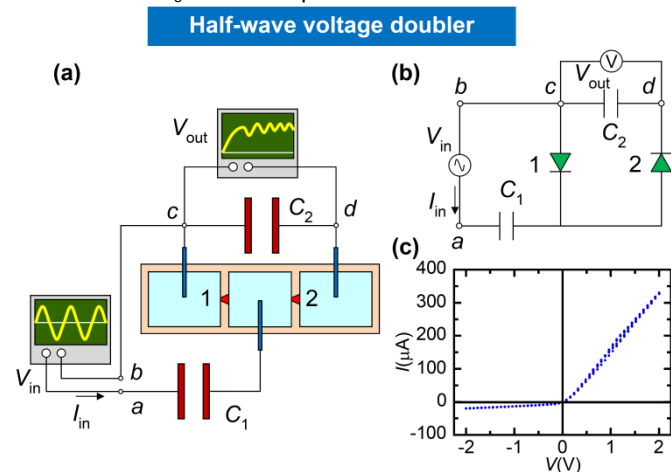 Half-wave voltage doubler
(a)
Vout
c
C2
d
1
2
Vin
b
a
Iin
C1
(b)
b
c
V
Vout
d
C2
Vin
1
2
Iin
C1
a
(c)
400
300
200
100
0
-100
I(μA)
-2
-1
0
1
2
V(V)